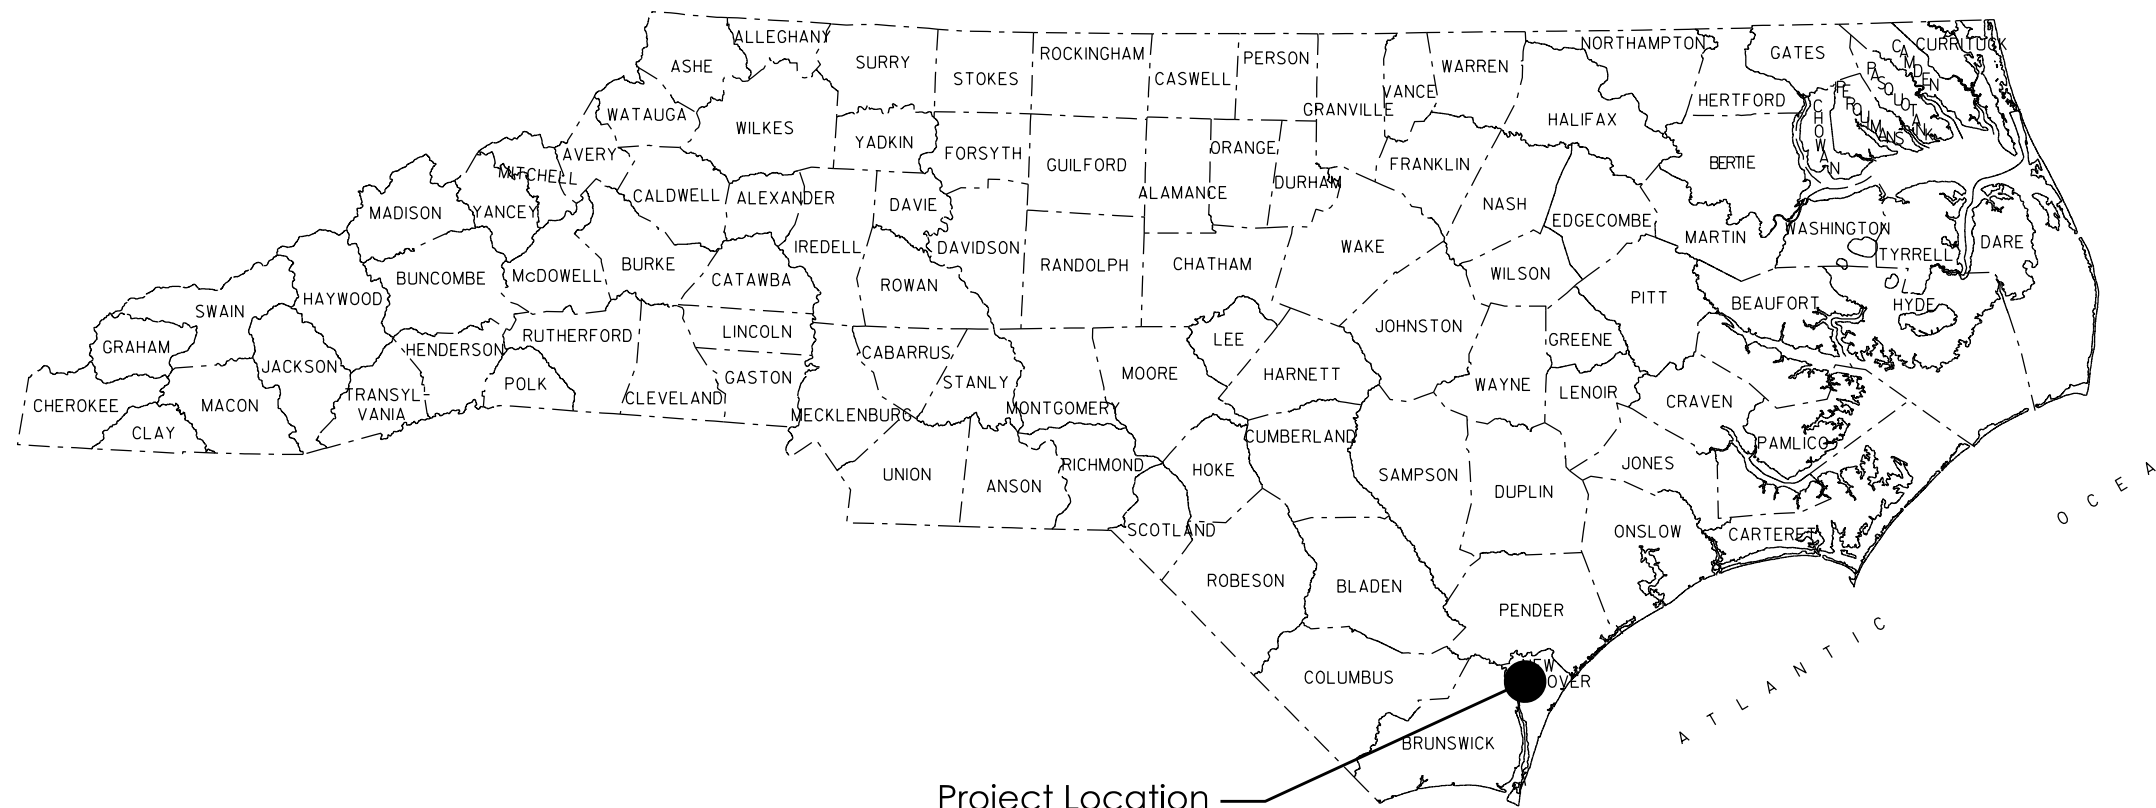 ALLEGHANY
ASHE
SURRY
STOKES
ROCKINGHAM
CASWELL
PERSON
GRANVILLE
VANCE
WARREN
NORTHAMPTON
GATES
CAMDEN
CURRITUCK
PASQUOTANK
PERQUIMANS
CHOWAN
HERTFORD
HALIFAX
BERTIE
WATAUGA
WILKES
YADKIN
FORSYTH
GUILFORD
ALAMANCE
ORANGE
DURHAM
FRANKLIN
NASH
EDGECOMBE
MARTIN
WASHINGTON
TYRRELL
DARE
AVERY
MITCHELL
YANCEY
MADISON
CALDWELL
ALEXANDER
DAVIE
IREDELL
DAVIDSON
RANDOLPH
CHATHAM
WAKE
WILSON
PITT
BEAUFORT
HYDE
BUNCOMBE
McDOWELL
BURKE
CATAWBA
ROWAN
HAYWOOD
SWAIN
GRAHAM
JACKSON
HENDERSON
RUTHERFORD
LINCOLN
CABARRUS
STANLY
MOORE
LEE
HARNETT
JOHNSTON
GREENE
WAYNE
LENOIR
CRAVEN
PAMLICO
CHEROKEE
CLAY
MACON
TRANSYL-
VANIA
POLK
CLEVELAND
GASTON
MECKLENBURG
MONTGOMERY
CUMBERLAND
UNION
ANSON
RICHMOND
HOKE
SCOTLAND
SAMPSON
DUPLIN
JONES
ONSLOW
CARTERET
ROBESON
BLADEN
PENDER
COLUMBUS
OVER
BRUNSWICK
ATLANTIC
OCEA
Project Location